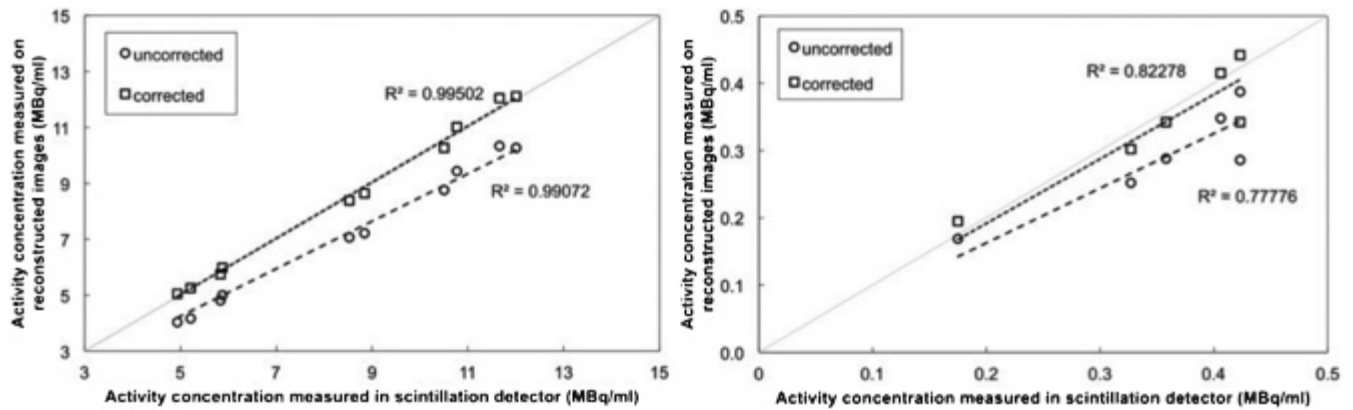 15
13
11
9
7
5
3
3 5 7 9 11 13 15
Activity concentration measured on
reconstructed images (MBq/ml)
Activity concentration measured in scintillation detector (MBq/ml)
uncorrected
corrected
R² = 0.99502
R² = 0.99072
0.5
0.4
0.3
0.2
0.1
0.0
0 0.1 0.2 0.3 0.4 0.5
Activity concentration measured on
reconstructed images (MBq/ml)
Activity concentration measured in scintillation detector (MBq/ml)
uncorrected
corrected
R² = 0.82278
R² = 0.77776